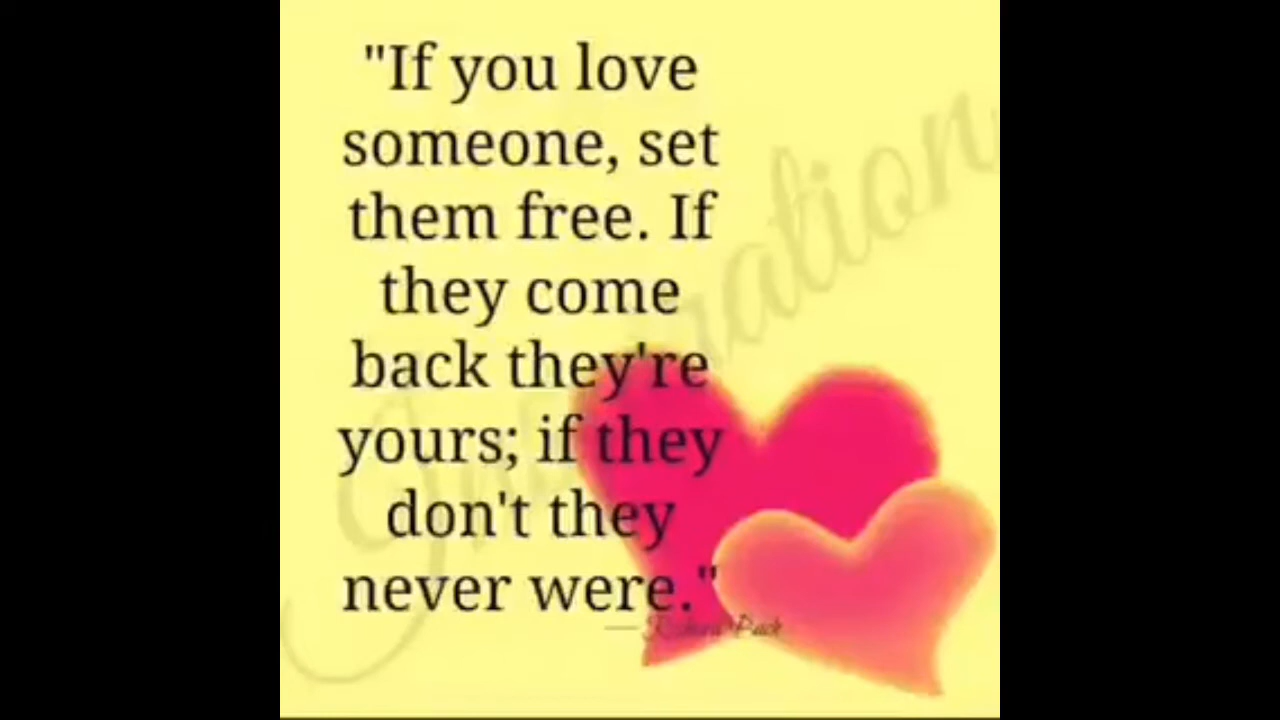 "If you love
someone, set
them free. If
they come
back they're
yours; if they
don't they
never were."